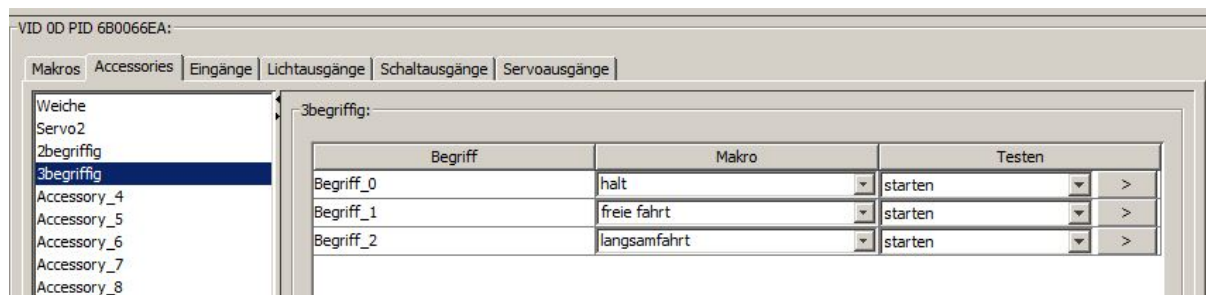 VID 0D PID 6B0066EA:
Makros Accessories Eingänge Lichtausgänge Schaltausgänge Servoausgänge
Weiche
Servo2
2begriffig
3begriffig
Accessory_4
Accessory_5
Accessory_6
Accessory_7
Accessory_8
3begriffig:
Begriff Makro Testen
Begriff_0 halt starten >
Begriff_1 freie fahrt starten >
Begriff_2 langsamfahrt starten >